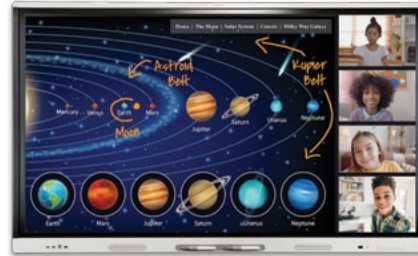 Home | The Moon | Solar System | Comets | Milky Way Galaxy
Astroid
Belt
Kupier
Belt
Mercury
Venus
Earth
Mars
Jupiter
Saturn
Uranus
Neptune
Moon
Earth
Mars
Jupiter
Saturn
Uranus
Neptune